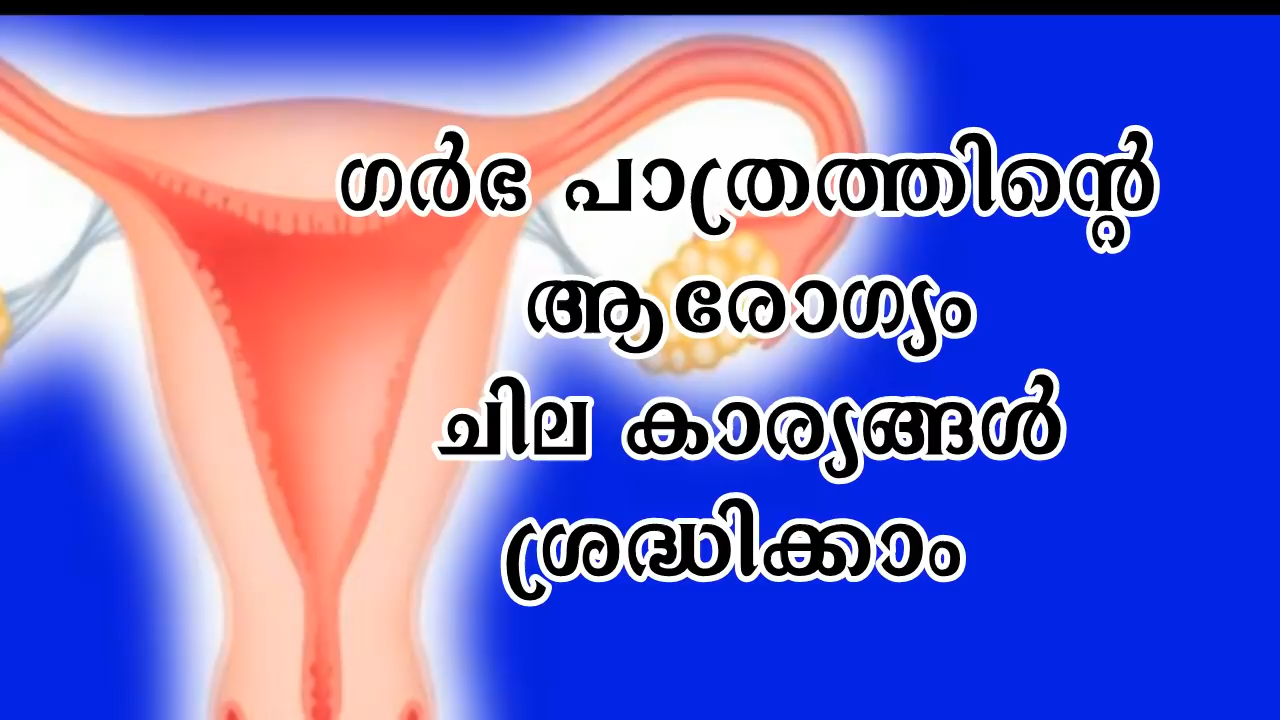 ഗർഭ പാത്രത്തിന്റെ
ആരോഗ്യം
ചില കാര്യങ്ങൾ
ശ്രദ്ധിക്കാം